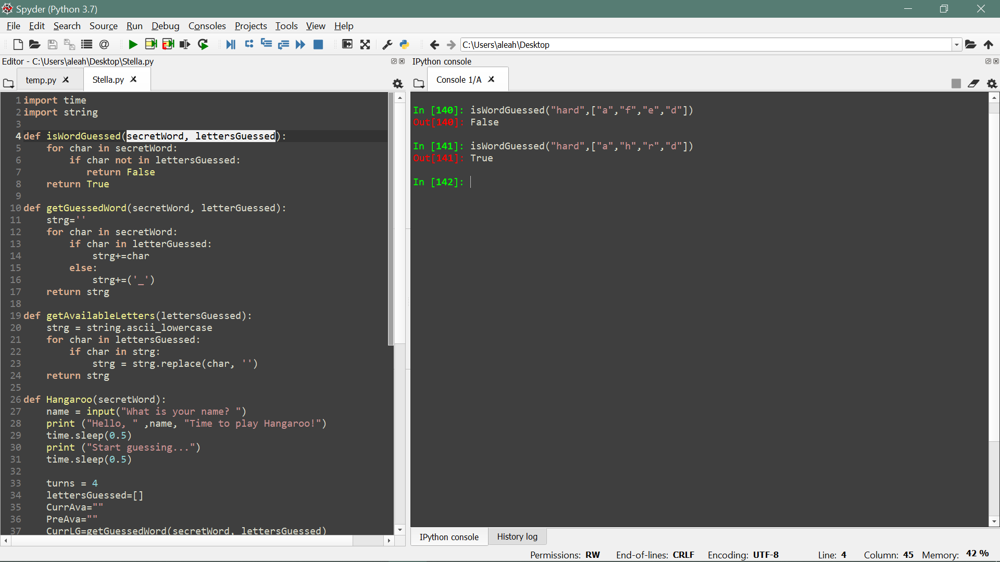 Spyder (Python 3.7)
File Edit Search Source Run Debug Consoles Projects Tools View Help
C:\Users\aleah\Desktop
Editor - C:\Users\aleah\Desktop\Stella.py
temp.py Stella.py
1 import time
2 import string
3
4 def isWordGuessed(secretWord, lettersGuessed):
5     for char in secretWord:
6         if char not in lettersGuessed:
7            return False
8     return True
9
10 def getGuessedWord(secretWord, letterGuessed):
11     strg=''
12     for char in secretWord:
13         if char in letterGuessed:
14             strg+=char
15         else:
16             strg+=('_')
17     return strg
18
19 def getAvailableLetters(lettersGuessed):
20     strg = string.ascii_lowercase
21     for char in lettersGuessed:
22         if char in strg:
23             strg = strg.replace(char, '')
24     return strg
25
26 def Hangaroo(secretWord):
27     name = input("What is your name? ")
28     print ("Hello, " ,name, "Time to play Hangaroo!")
29     time.sleep(0.5)
30     print ("Start guessing...")
31     time.sleep(0.5)
32
33     turns = 4
34     lettersGuessed=[]
35     CurrAva=""
36     PreAva=""
37     CurrLG=getGuessedWord(secretWord, lettersGuessed)
IPython console
Console 1/A
In [140]: isWordGuessed("hard",["a","f","e","d"])
Out[140]: False
In [141]: isWordGuessed("hard",["a","h","r","d"])
Out[141]: True
In [142]:
IPython console History log
Permissions: RW End-of-lines: CRLF Encoding: UTF-8 Line: 4 Column: 45 Memory: 42 %